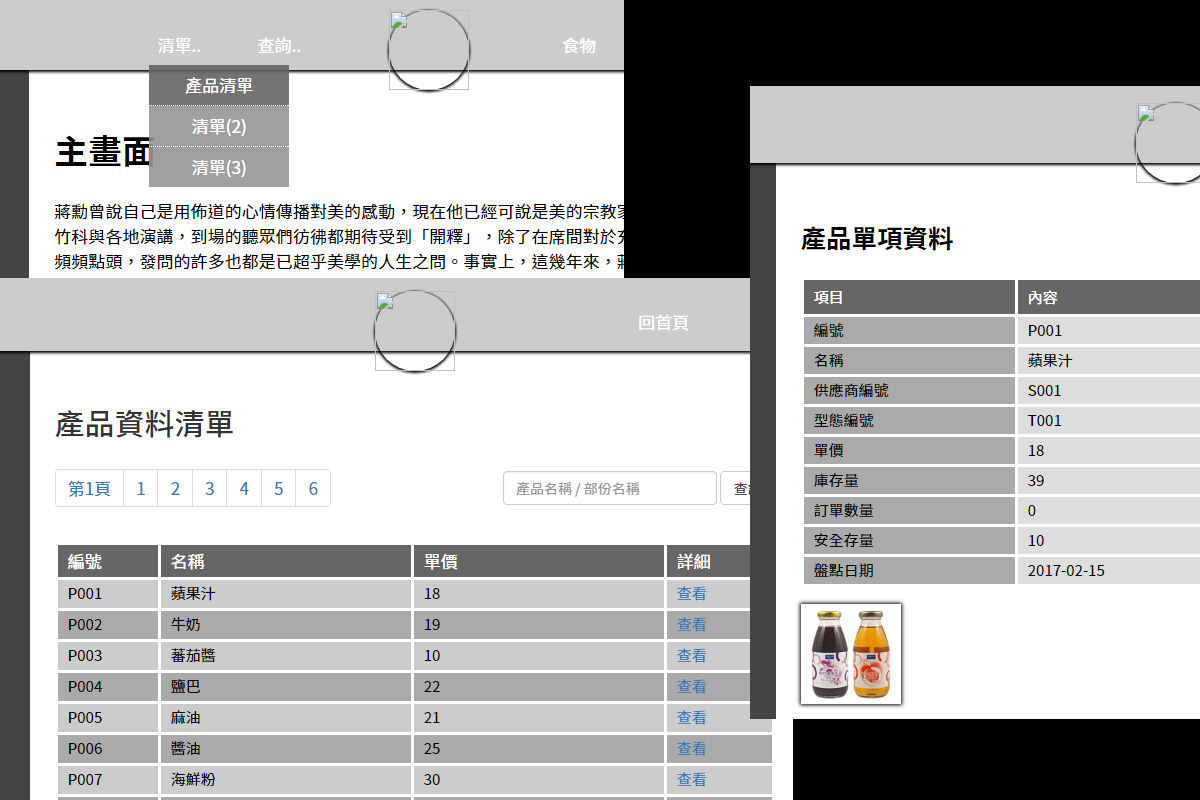 清單..
查詢..
食物
產品清單
清單(2)
清單(3)
主畫面
蔣勳曾說自己是用佈道的心情傳播對美的感動，現在他已經可說是美的宗教
竹科與各地演講，到場的聽眾們彷彿都期待受到「開釋」，除了在席間對於
頻頻點頭，發問的許多也都是已超乎美學的人生之問。事實上，這幾年來，
回首頁
產品資料清單
第1頁 1 2 3 4 5 6
產品名稱 / 部份名稱
查
編號 名稱 單價 詳細
P001 蘋果汁 18 查看
P002 牛奶 19 查看
P003 蕃茄醬 10 查看
P004 鹽巴 22 查看
P005 麻油 21 查看
P006 醬油 25 查看
P007 海鮮粉 30 查看
產品單項資料
項目 內容
編號 P001
名稱 蘋果汁
供應商編號 S001
型態編號 T001
單價 18
庫存量 39
訂單數量 0
安全存量 10
盤點日期 2017-02-15